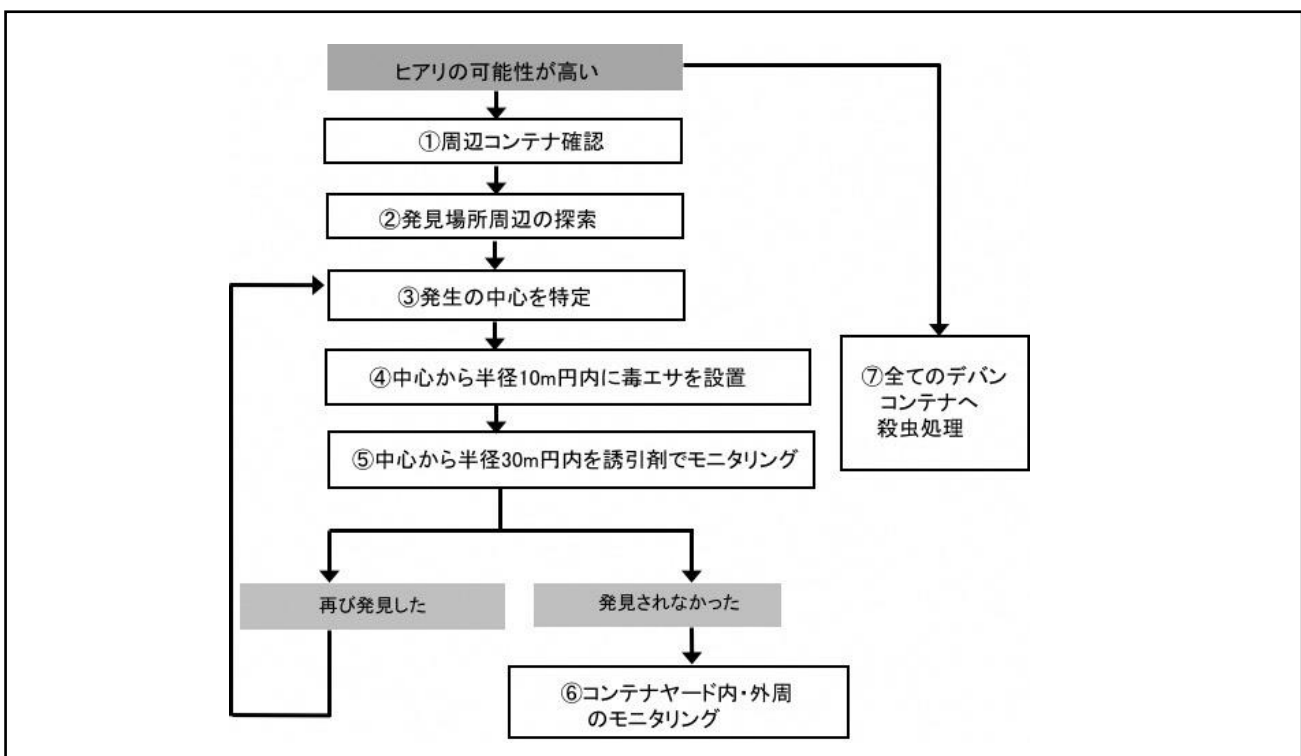 ヒアリの可能性が高い
①周辺コンテナ確認
②発見場所周辺の探索
③発生の中心を特定
④中心から半径10m円内に毒エサを設置
⑤中心から半径30m円内を誘引剤でモニタリング
再び発見した
発見されなかった
⑥コンテナヤード内・外周
のモニタリング
⑦全てのデバン
コンテナへ
殺虫処理